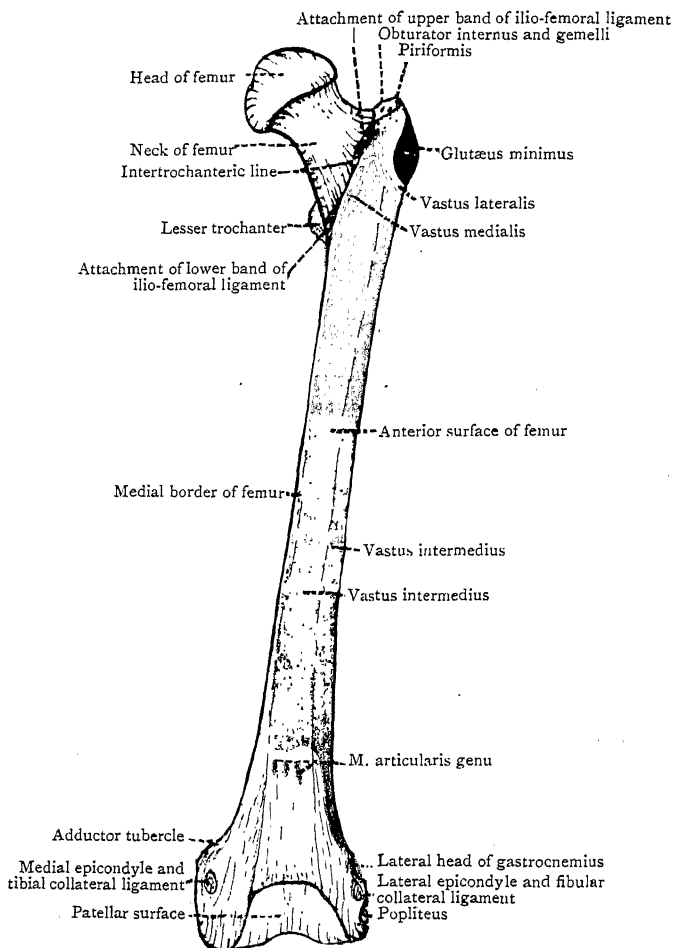 Attachment of upper band of ilio-femoral ligament
Obturator internus and gemelli
Piriformis
Head of femur
Neck of femur
Glutæus minimus
Intertrochanteric line
Vastus lateralis
Lesser trochanter
Vastus medialis
Attachment of lower band of
ilio-femoral ligament
Anterior surface of femur
Medial border of femur
Vastus intermedius
Vastus intermedius
M. articularis genu
Adductor tubercle
Medial epicondyle and
tibial collateral ligament
Lateral head of gastrocnemius
Lateral epicondyle and fibular
collateral ligament
Patellar surface
Popliteus